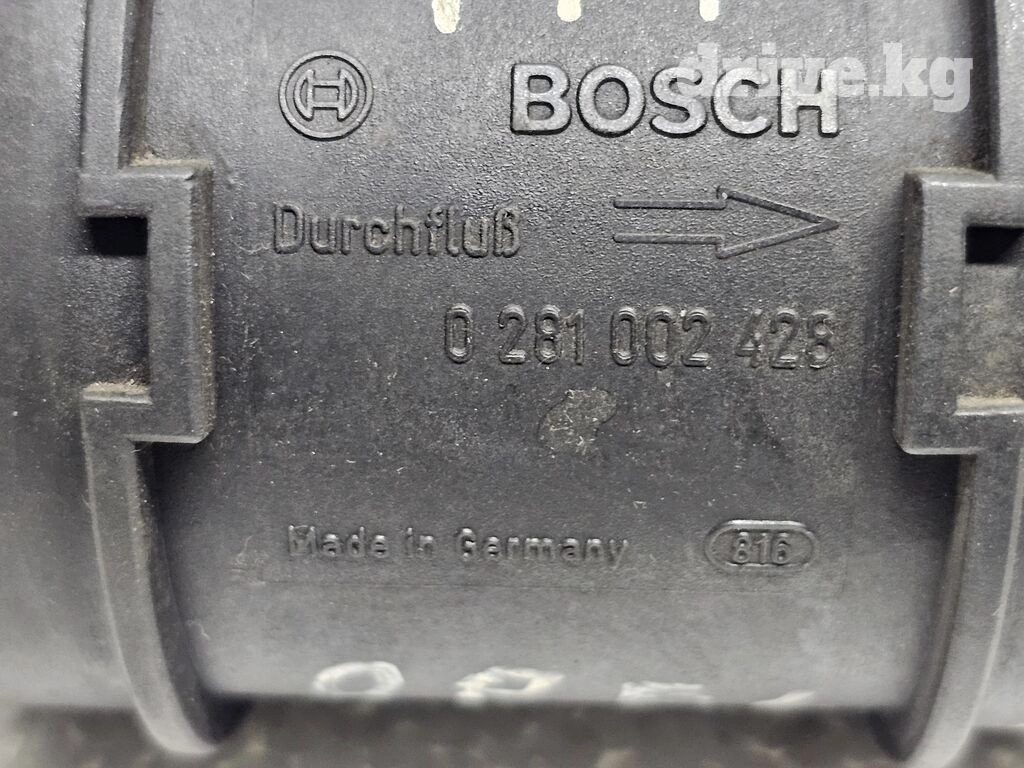 drive.kg
BOSCH
Durchfluß
0 281 002 428
Made in Germany 816